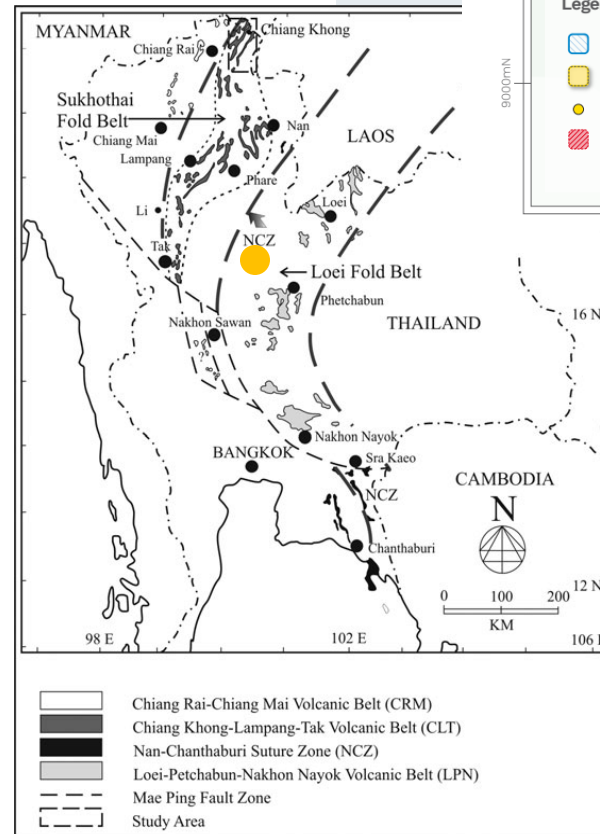 Lege
9000mN
MYANMAR
Chiang Rai
Chiang Khong
Sukhothai
Fold Belt
Chiang Mai
Nan
LAOS
Lampang
Phare
Li
Loei
Tak
NCZ
Loei Fold Belt
Phetchabun
16 N
Nakhon Sawan
THAILAND
?
Nakhon Nayok
BANGKOK
Sra Kaeo
NCZ
CAMBODIA
N
Chanthaburi
0 100 200
KM
12 N
98 E
102 E
106 E
Chiang Rai-Chiang Mai Volcanic Belt (CRM)
Chiang Khong-Lampang-Tak Volcanic Belt (CLT)
Nan-Chanthaburi Suture Zone (NCZ)
Loei-Petchabun-Nakhon Nayok Volcanic Belt (LPN)
Mae Ping Fault Zone
Study Area